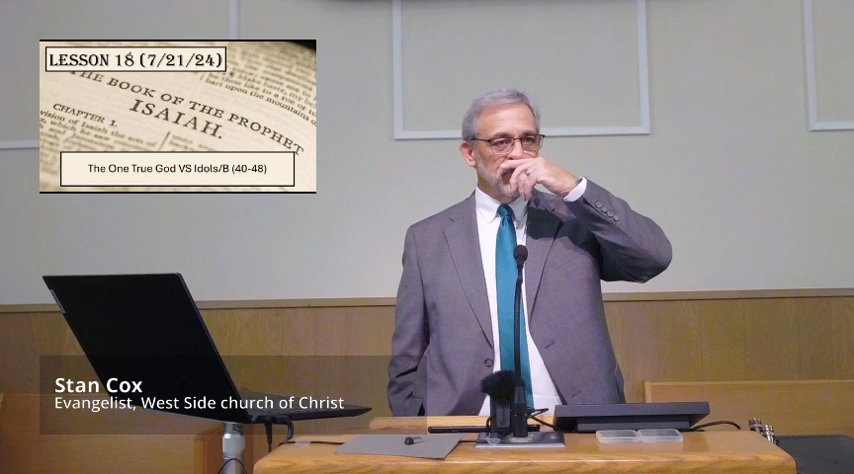 LESSON 18 (7/21/24)
THE BOOK OF THE PROPHET
ISAIAH.
CHAPTER 1.
The One True God VS Idols/B (40-48)
Stan Cox
Evangelist, West Side church of Christ